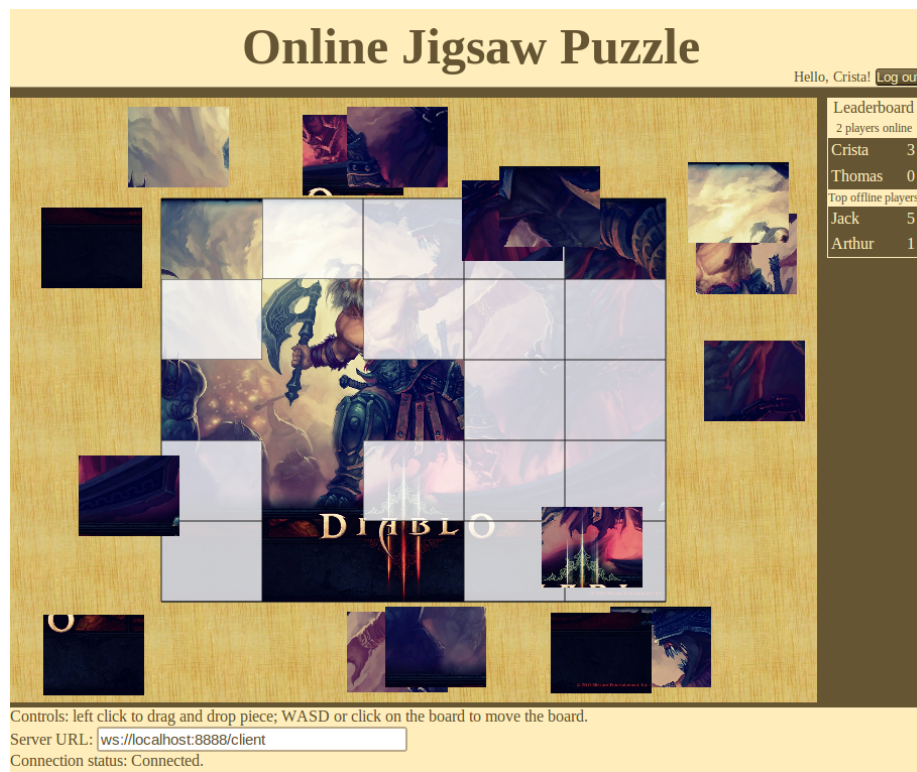 Online Jigsaw Puzzle
Hello, Crista! Log ou
Leaderboard
2 players online
Crista 3
Thomas 0
Top offline players
Jack 5
Arthur 1
DIABLO
O
Controls: left click to drag and drop piece; WASD or click on the board to move the board.
Server URL: ws://localhost:8888/client
Connection status: Connected.